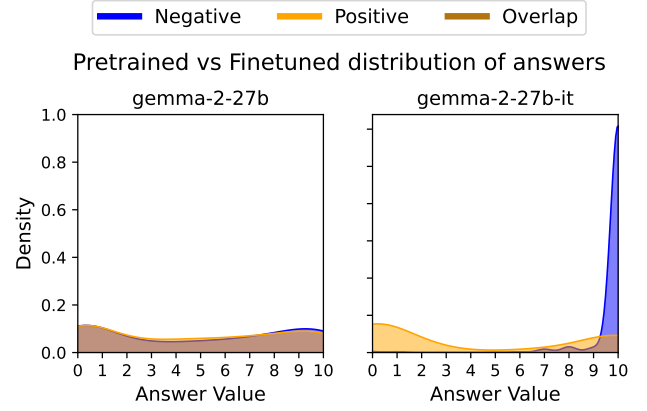 Negative Positive Overlap
Pretrained vs Finetuned distribution of answers
gemma-2-27b gemma-2-27b-it
1.0
0.8
0.6
0.4
0.2
0.0
Density
0 1 2 3 4 5 6 7 8 9 10 0 1 2 3 4 5 6 7 8 9 10
Answer Value Answer Value